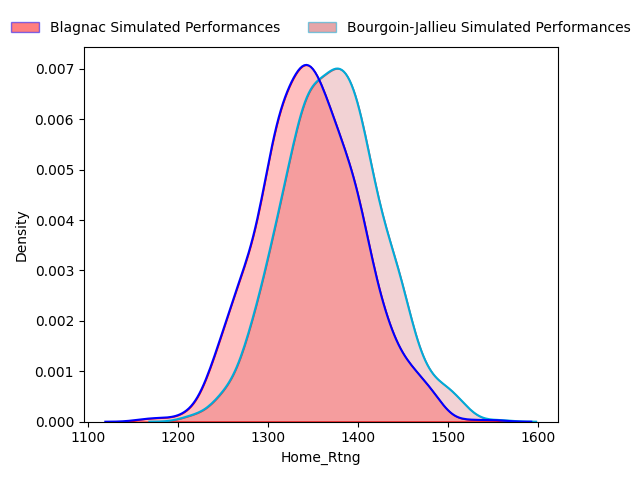 Blagnac Simulated Performances Bourgoin-Jallieu Simulated Performances
0.007
0.006
0.005
0.004
0.003
0.002
0.001
0.000
Density
1100 1200 1300 1400 1500 1600
Home_Rtng